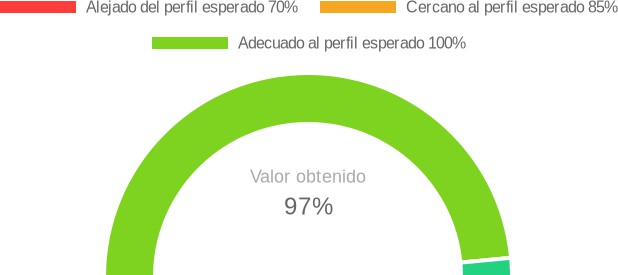 Alejado del perfil esperado 70% Cercano al perfil esperado 85%
Adecuado al perfil esperado 100%
Valor obtenido
97%